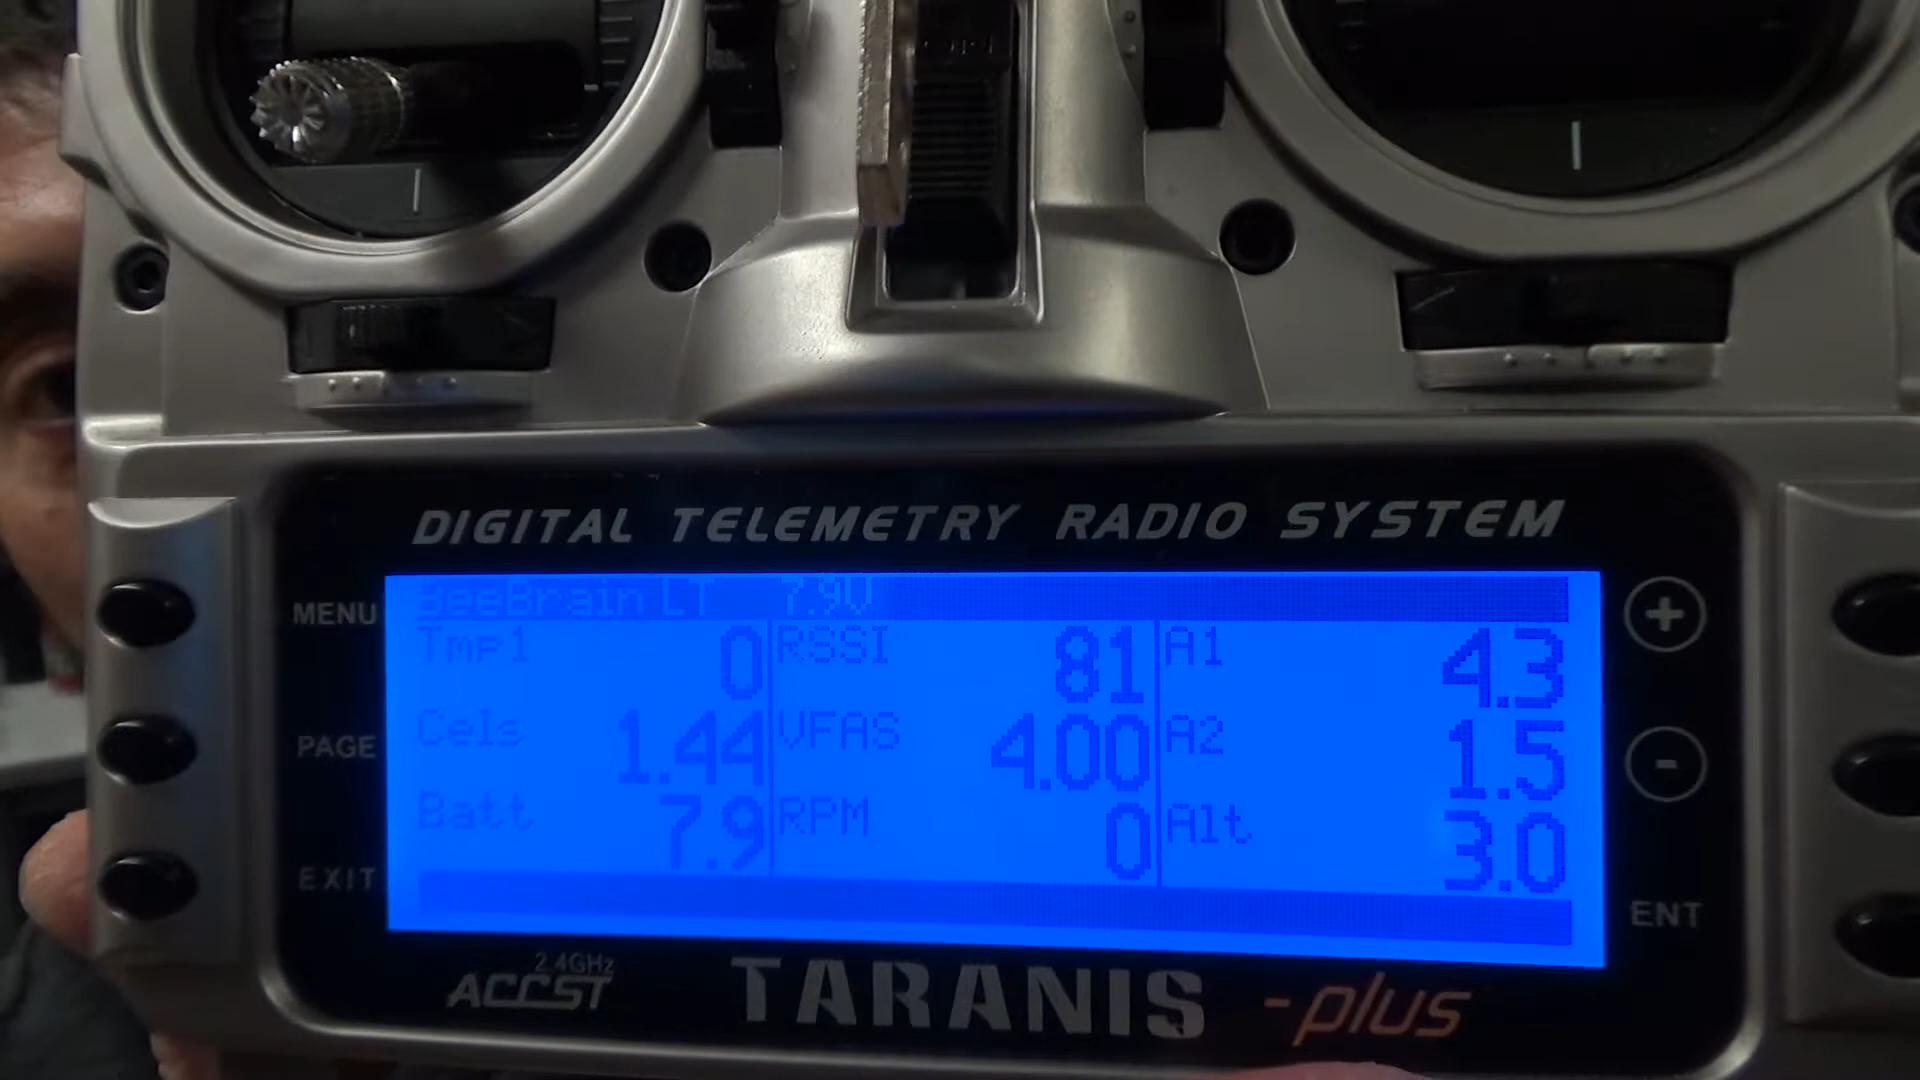 DIGITAL TELEMETRY RADIO SYSTEM
BeeBrain LT 7.9V
MENU
Tmp1 0 RSSI 81 A1 4.3
+
PAGE
Cels 1.44 VFAS 4.00 A2 1.5
-
Batt 7.9 RPM 0 Alt 3.0
EXIT
ENT
2.4GHz
ACCST
TARANIS -plus